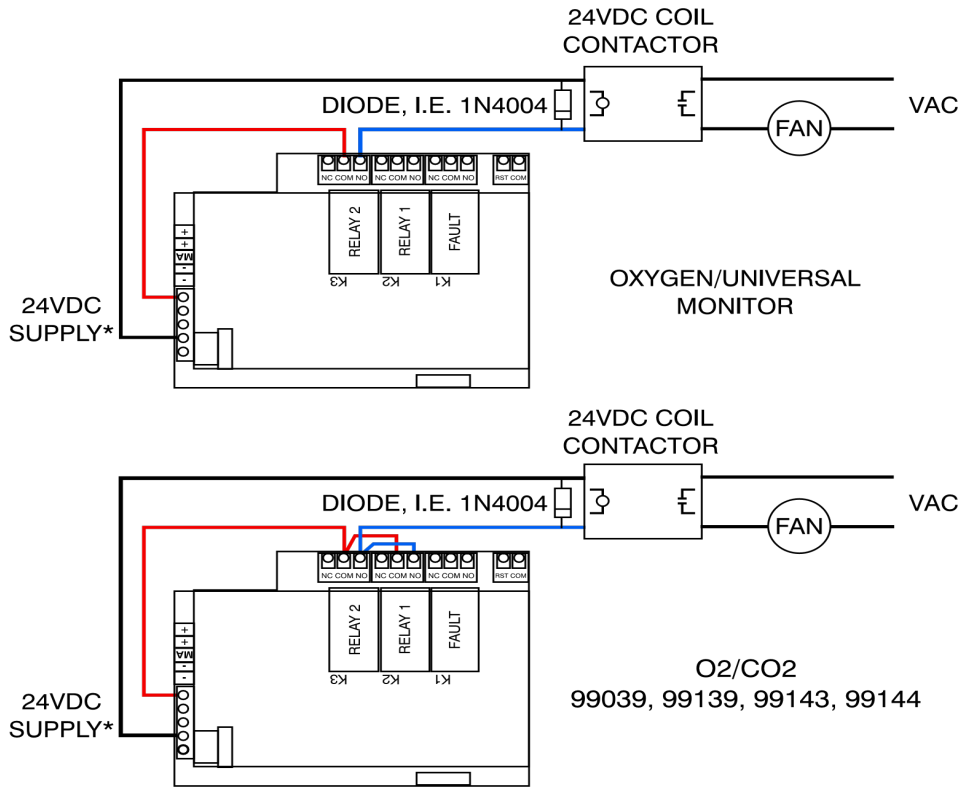 24VDC COIL
CONTACTOR
DIODE, I.E. 1N4004
VAC
FAN
NC COM NO NC COM NO NC COM NO RST COM
RELAY 2
RELAY 1
FAULT
K3
K2
K1
+
+
MA
-
-
OXYGEN/UNIVERSAL
MONITOR
24VDC
SUPPLY*
24VDC COIL
CONTACTOR
DIODE, I.E. 1N4004
VAC
FAN
NC COM NO NC COM NO NC COM NO RST COM
RELAY 2
RELAY 1
FAULT
K3
K2
K1
+
+
MA
-
-
O2/CO2
99039, 99139, 99143, 99144
24VDC
SUPPLY*